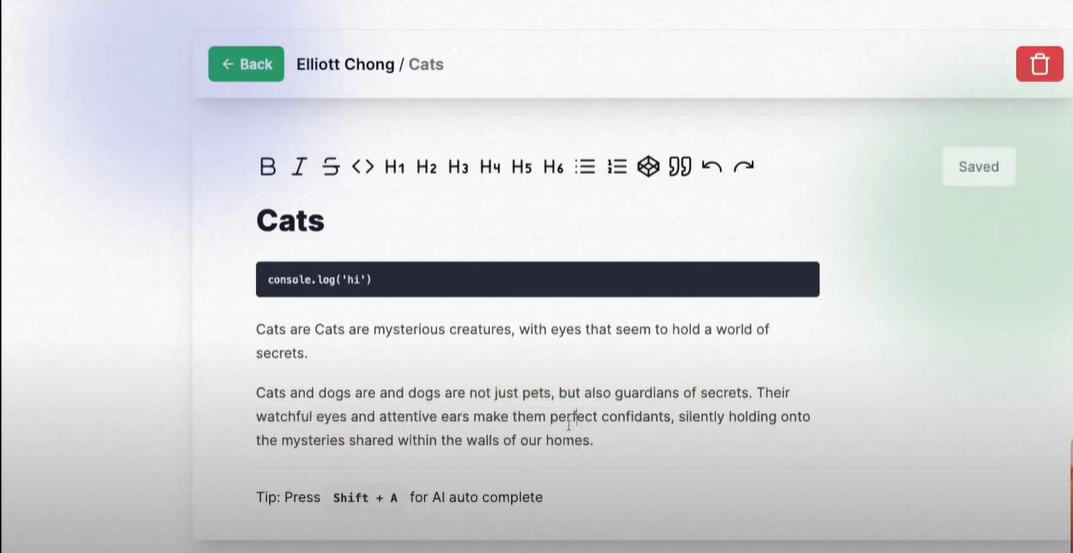 ← Back Elliott Chong / Cats
B I S <> H1 H2 H3 H4 H5 H6 Saved
Cats
console.log('hi')
Cats are Cats are mysterious creatures, with eyes that seem to hold a world of
secrets.
Cats and dogs are and dogs are not just pets, but also guardians of secrets. Their
watchful eyes and attentive ears make them perfect confidants, silently holding onto
the mysteries shared within the walls of our homes.
Tip: Press Shift + A for AI auto complete